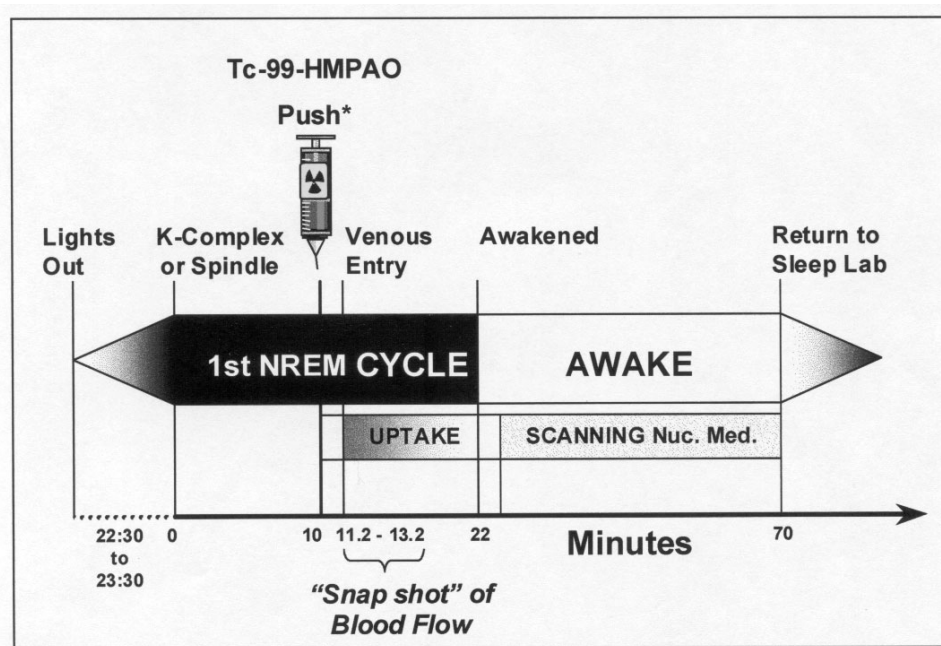 Tc-99-HMPAO
Push*
Lights
Out
K-Complex
or Spindle
Venous
Entry
Awakened
Return to
Sleep Lab
1st NREM CYCLE
AWAKE
UPTAKE
SCANNING Nuc. Med.
22:30
to
23:30
0
10
11.2 - 13.2
22
Minutes
70
“Snap shot” of
Blood Flow